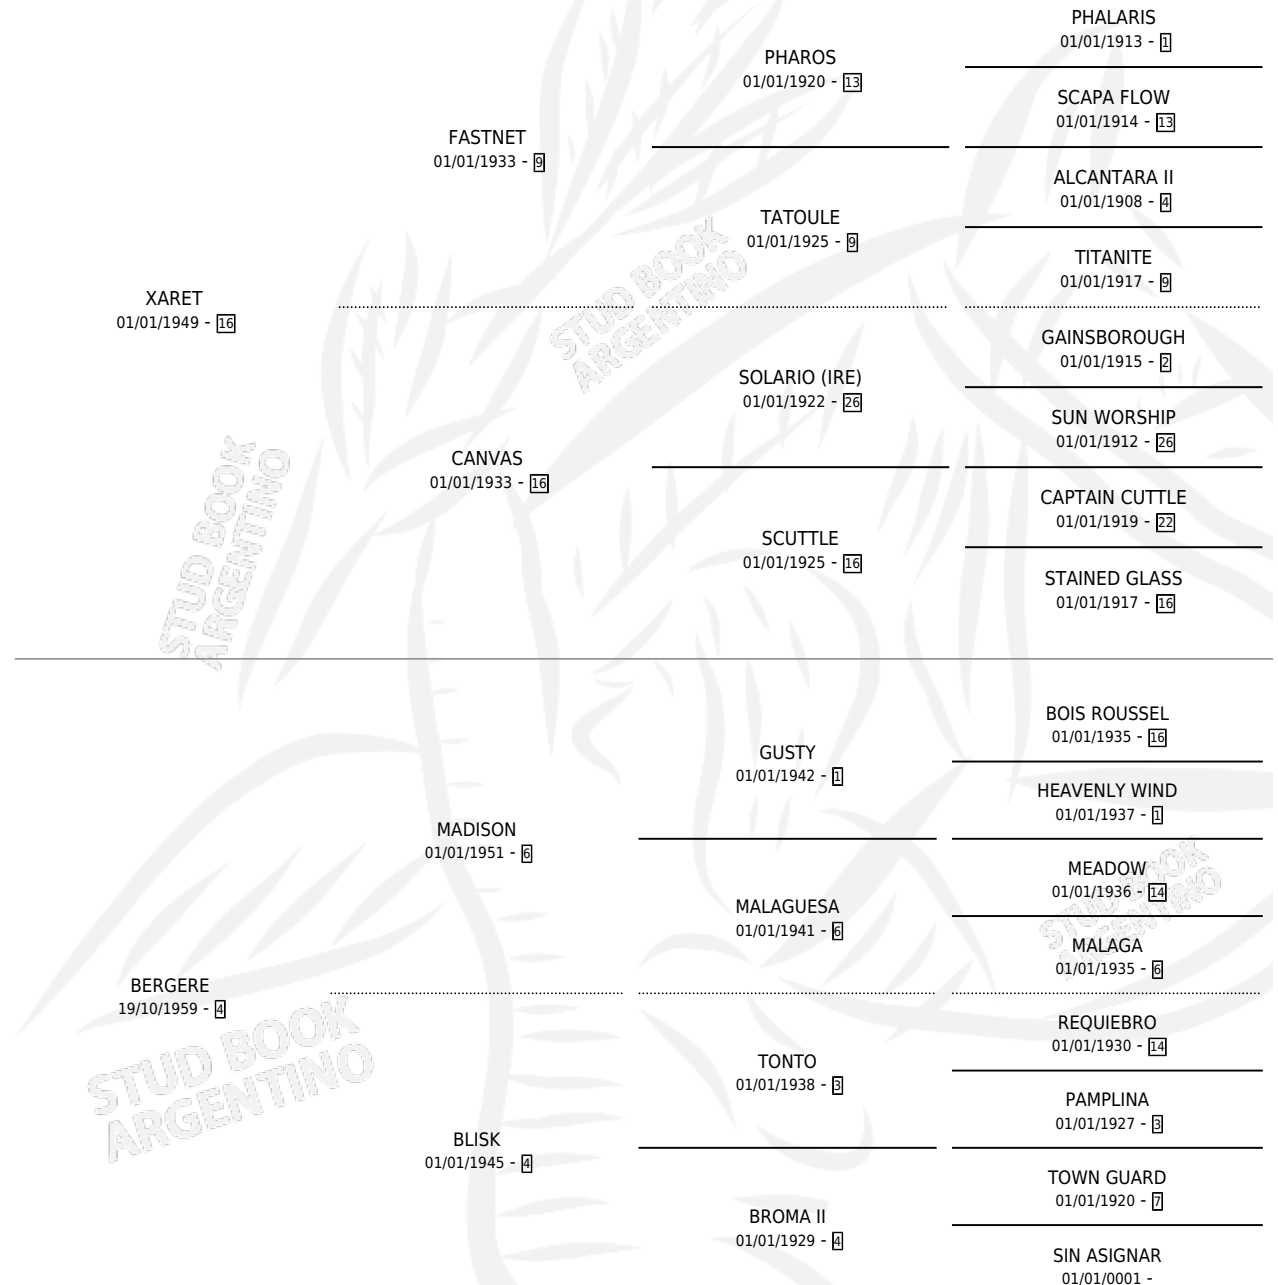 PHALARIS
01/01/1913 - 1
PHAROS
01/01/1920 - 13
SCAPA FLOW
01/01/1914 - 13
FASTNET
01/01/1933 - 9
ALCANTARA II
01/01/1908 - 4
TATOULE
01/01/1925 - 9
TITANITE
01/01/1917 - 9
XARET
01/01/1949 - 16
GAINSBOROUGH
01/01/1915 - 2
SOLARIO (IRE)
01/01/1922 - 26
SUN WORSHIP
01/01/1912 - 26
CANVAS
01/01/1933 - 16
CAPTAIN CUTTLE
01/01/1919 - 22
SCUTTLE
01/01/1925 - 16
STAINED GLASS
01/01/1917 - 16
BOIS ROUSSEL
01/01/1935 - 16
GUSTY
01/01/1942 - 1
HEAVENLY WIND
01/01/1937 - 1
MADISON
01/01/1951 - 6
MEADOW
01/01/1936 - 14
MALAGUESA
01/01/1941 - 6
MALAGA
01/01/1935 - 6
BERGERE
19/10/1959 - 4
REQUIEBRO
01/01/1930 - 14
TONTO
01/01/1938 - 3
PAMPLINA
01/01/1927 - 3
BLISK
01/01/1945 - 4
TOWN GUARD
01/01/1920 - 7
BROMA II
01/01/1929 - 4
SIN ASIGNAR
01/01/0001 -
STUD BOOK
ARGENTINO
STUD BOOK
ARGENTINO
STUD BOOK
ARGENTINO
STUD BOOK
ARGENTINO